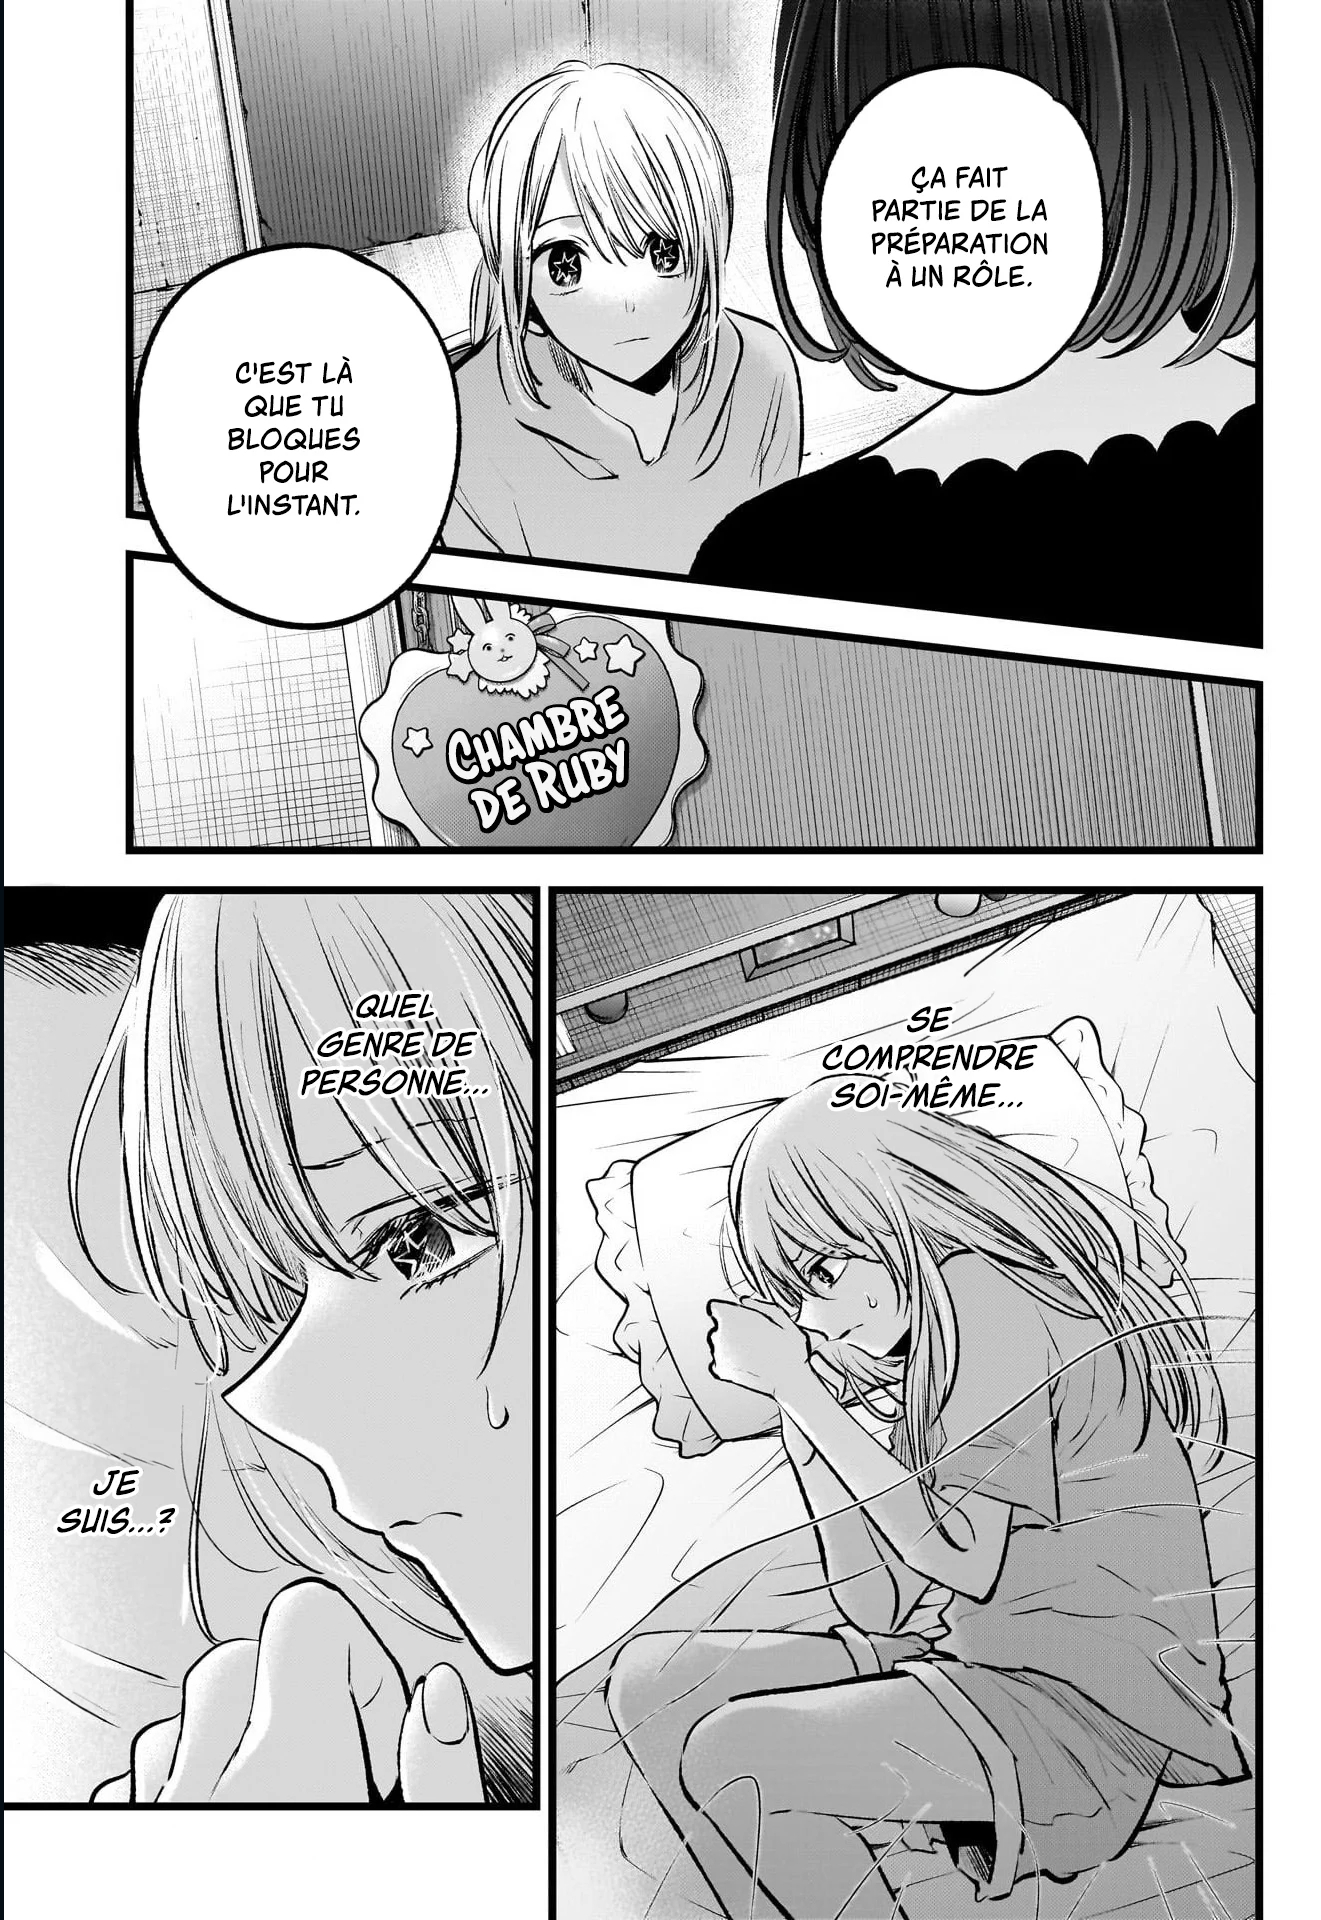 ÇA FAIT
PARTIE DE LA
PRÉPARATION
À UN RÔLE.
C'EST LÀ
QUE TU
BLOQUES
POUR
L'INSTANT.
CHAMBRE
DE RUBY
SE
COMPRENDRE
SOI-MÊME...
QUEL
GENRE DE
PERSONNE...
JE
SUIS...?